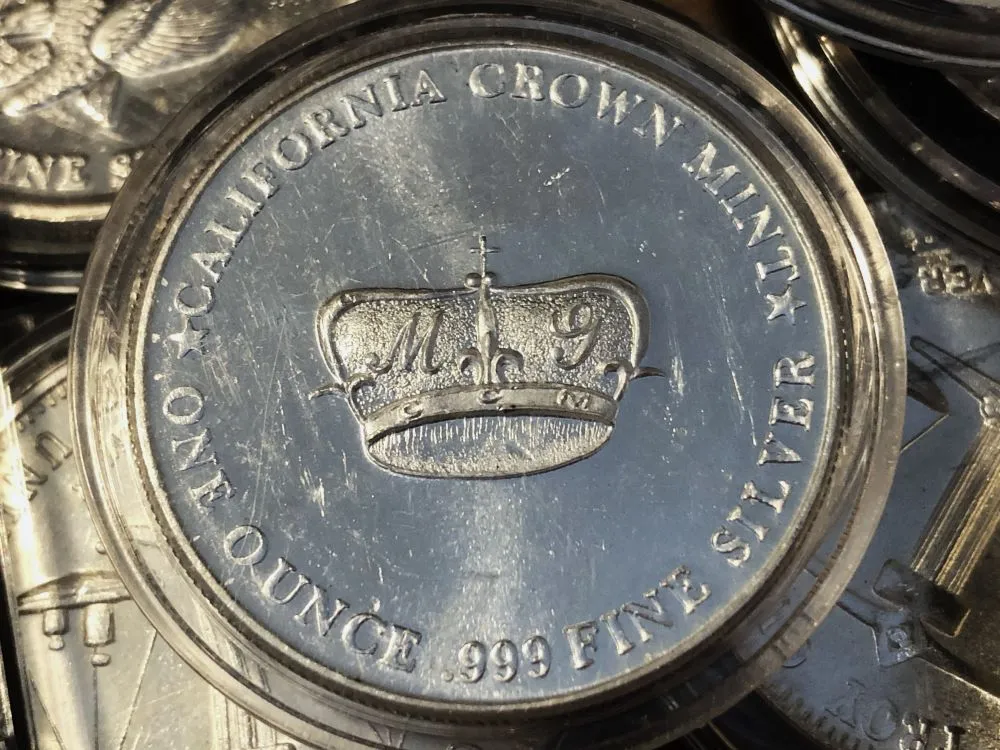 CALIFORNIA CROWN MINT
M G
M
ONE OUNCE .999 FINE SILVER